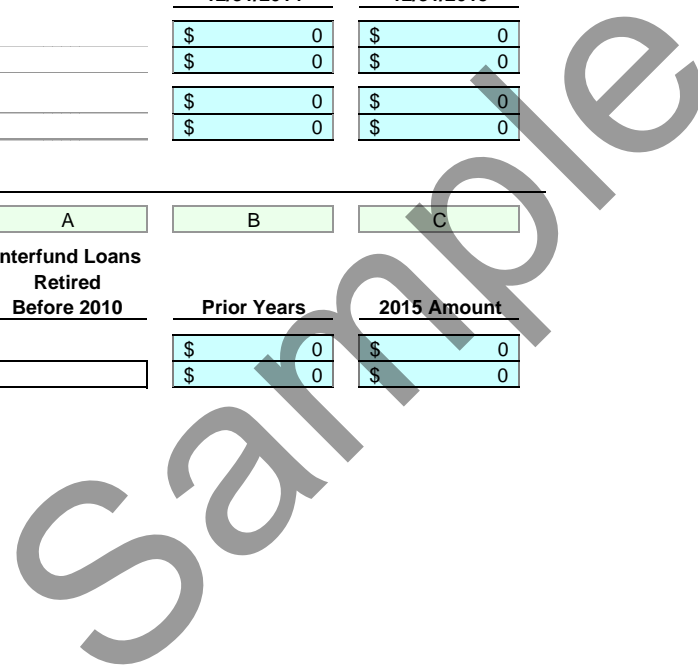 $ 0 $ 0
$ 0 $ 0
$ 0 $ 0
$ 0 $ 0
A B C
nterfund Loans
Retired
Before 2010 Prior Years 2015 Amount
$ 0 $ 0
$ 0 $ 0
Sample